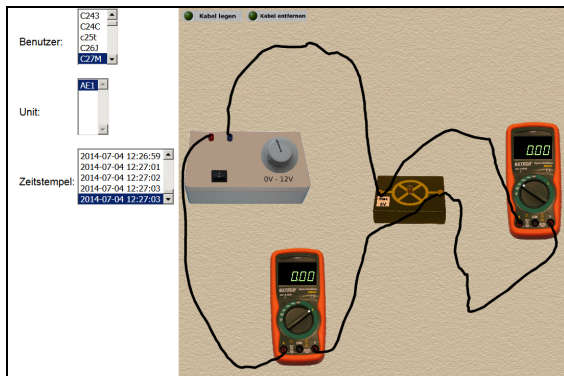 Kabel legen
Kabel entfernen
Benutzer:
C243
C24C
c25t
C26J
C27M
Unit:
AE1
Zeitstempel:
2014-07-04 12:26:59
2014-07-04 12:27:01
2014-07-04 12:27:02
2014-07-04 12:27:03
2014-07-04 12:27:03
0V - 12V
Max
6V
0.00
EXTECH
0.00
EXTECH